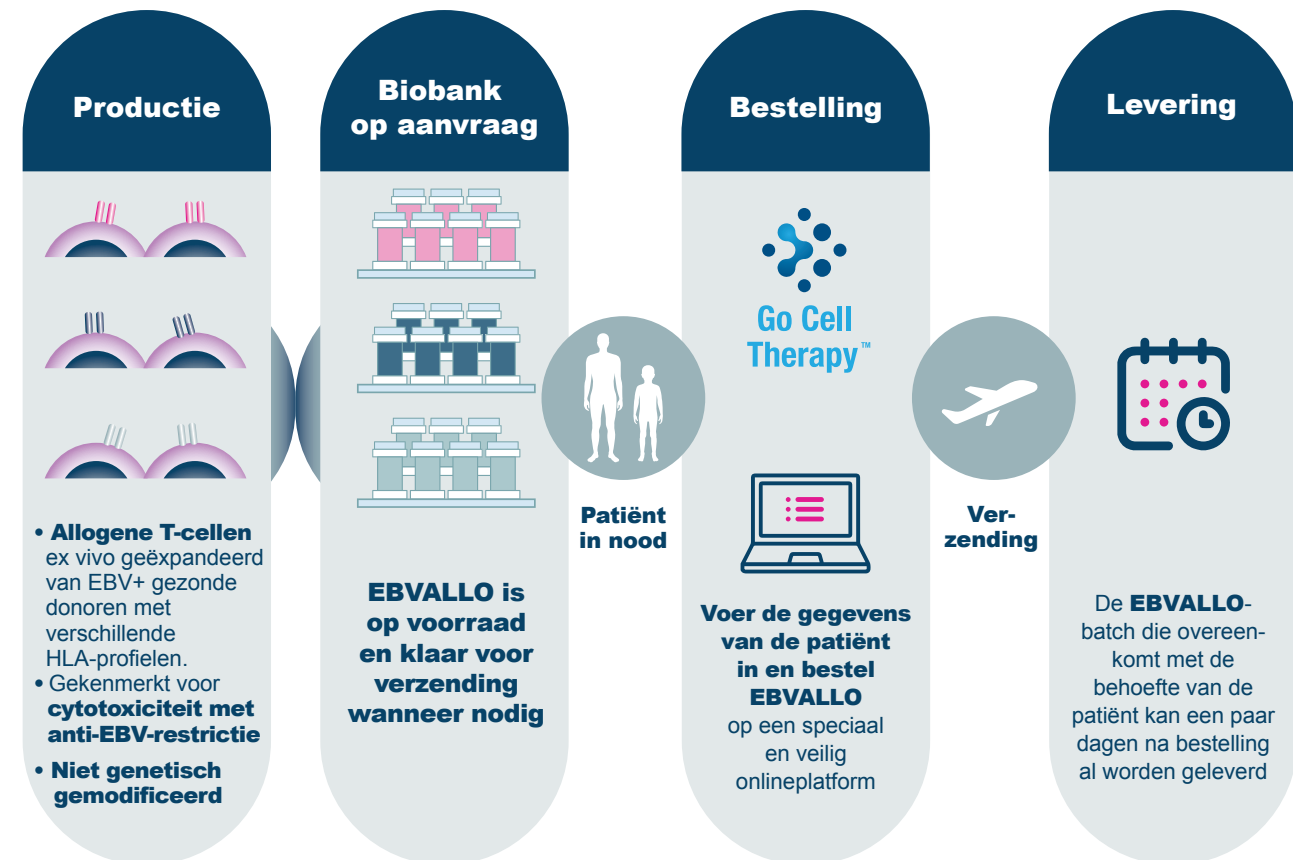 Productie
• Allogene T-cellen
ex vivo geëxpandeerd
van EBV+ gezonde
donoren met
verschillende
HLA-profielen.
• Gekenmerkt voor
cytotoxiciteit met
anti-EBV-restrictie
• Niet genetisch
gemodificeerd
Biobank
op aanvraag
EBVALLO is
op voorraad
en klaar voor
verzending
wanneer nodig
Patiënt
in nood
Bestelling
Go Cell
Therapy™
Voer de gegevens
van de patiënt
in en bestel
EBVALLO
op een speciaal
en veilig
onlineplatform
Ver-
zending
Levering
De EBVALLO-
batch die overeen-
komt met de
behoefte van de
patiënt kan een paar
dagen na bestelling
al worden geleverd